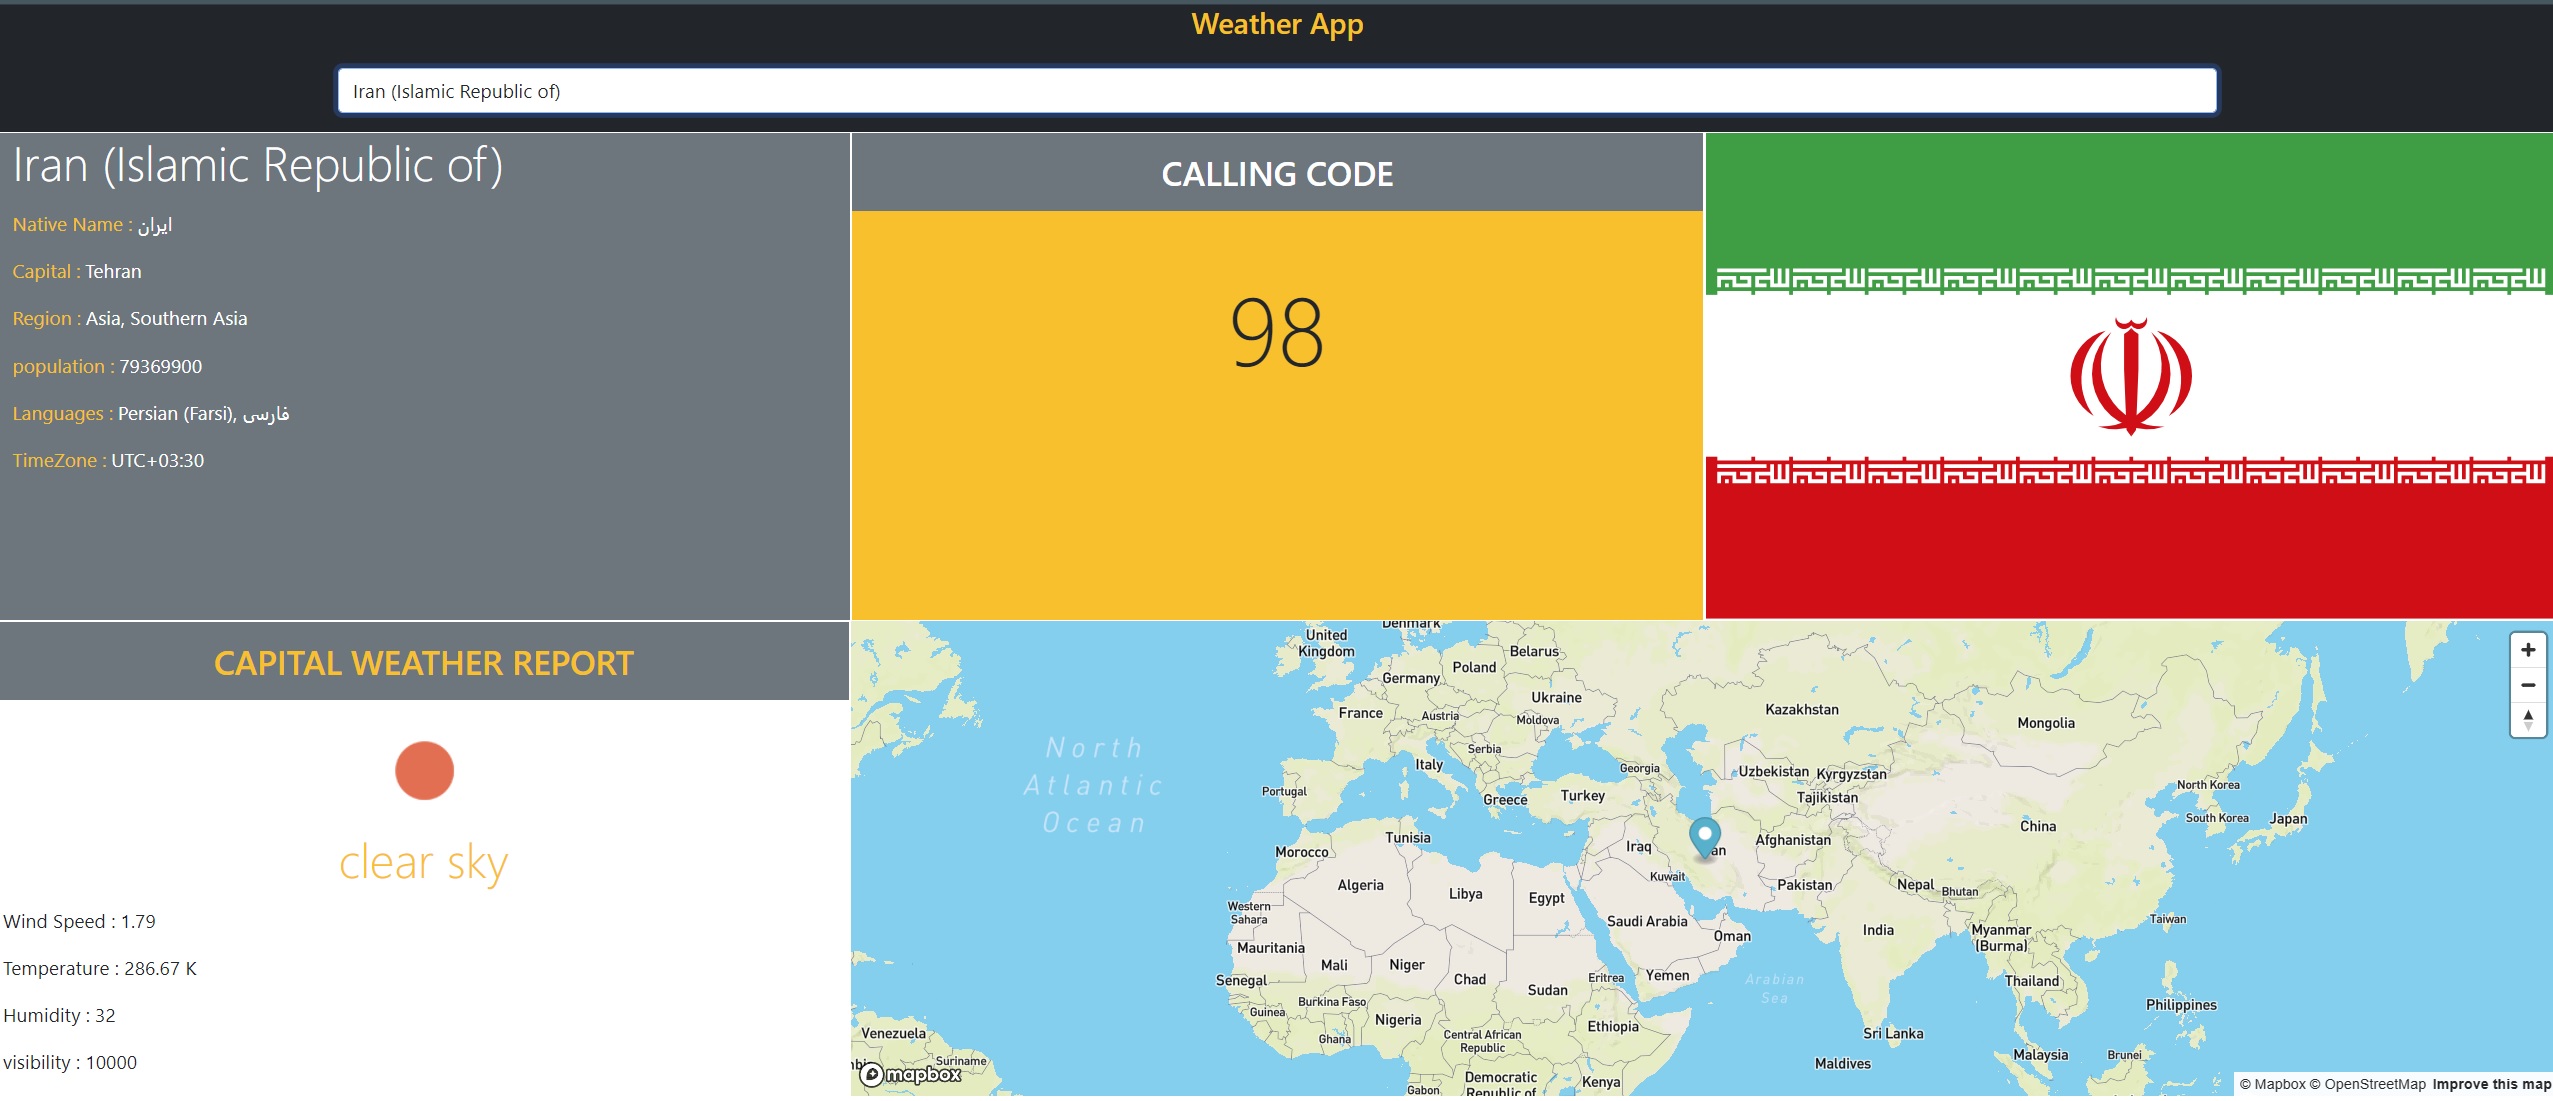 Weather App
Iran (Islamic Republic of)
Iran (Islamic Republic of)
Native Name : ایران
Capital : Tehran
Region : Asia, Southern Asia
population : 79369900
Languages : Persian (Farsi), فارسی
TimeZone : UTC+03:30
CALLING CODE
98
CAPITAL WEATHER REPORT
clear sky
Wind Speed : 1.79
Temperature : 286.67 K
Humidity : 32
visibility : 10000
Denmark
United
Kingdom
Belarus
Poland
Germany
Ukraine
France
Austria
Moldova
Kazakhstan
Mongolia
North
Atlantic
Ocean
Serbia
Italy
Georgia
Uzbekistan
Kyrgyzstan
Portugal
Greece
Turkey
Tajikistan
North Korea
South Korea
Japan
China
Tunisia
Morocco
Iraq
an
Afghanistan
Algeria
Libya
Egypt
Kuwait
Pakistan
Nepal
Bhutan
Western
Sahara
Saudi Arabia
Oman
India
Taiwan
Myanmar
(Burma)
Mauritania
Mali
Niger
Chad
Sudan
Eritrea
Yemen
Arabian
Sea
Thailand
Senegal
Burkina Faso
Guinea
Nigeria
Ghana
Central African
Republic
Ethiopia
Philippines
Sri Lanka
Venezuela
Suriname
Maldives
Malaysia
Brunei
mapbox
Gabon
Democratic
Republic of
Kenya
© Mapbox © OpenStreetMap Improve this map